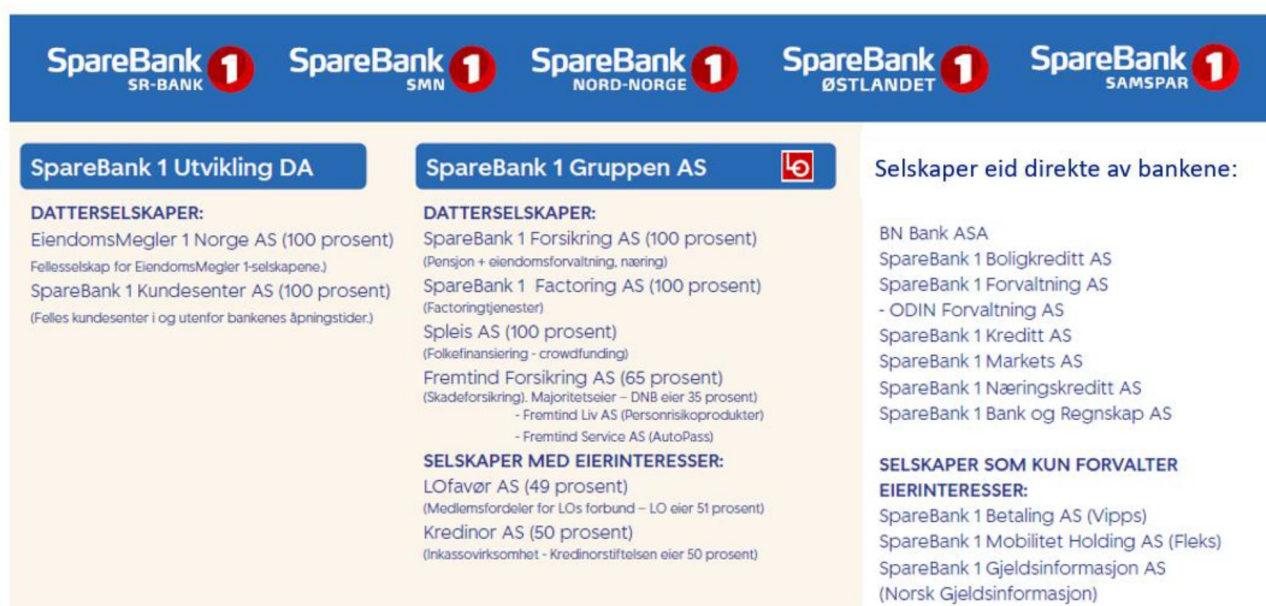 SpareBank 1
SR-BANK
SpareBank 1
SMN
SpareBank 1
NORD-NORGE
SpareBank 1
ØSTLANDET
SpareBank 1
SAMSPAR
SpareBank 1 Utvikling DA
DATTERSELSKAPER:
EiendomsMegler 1 Norge AS (100 prosent)
Fellesselskap for EiendomsMegler 1-selskapene.)
SpareBank 1 Kundesenter AS (100 prosent)
(Felles kundesenter i og utenfor bankenes åpningstider.)
SpareBank 1 Gruppen AS
LO
DATTERSELSKAPER:
SpareBank 1 Forsikring AS (100 prosent)
(Pensjon + eiendomsforvaltning, næring)
SpareBank 1 Factoring AS (100 prosent)
(Factoringtjenester)
Spleis AS (100 prosent)
(Folkefinansiering - crowdfunding)
Fremtind Forsikring AS (65 prosent)
(Skadeforsikring). Majoritetseier – DNB eier 35 prosent)
- Fremtind Liv AS (Personrisikoprodukter)
- Fremtind Service AS (AutoPass)
SELSKAPER MED EIERINTERESSER:
LOfavør AS (49 prosent)
(Medlemsfordeler for LOs forbund – LO eier 51 prosent)
Kredinor AS (50 prosent)
(Inkassovirksomhet - Kredinorstiftelsen eier 50 prosent)
Selskaper eid direkte av bankene:
BN Bank ASA
SpareBank 1 Boligkreditt AS
SpareBank 1 Forvaltning AS
- ODIN Forvaltning AS
SpareBank 1 Kreditt AS
SpareBank 1 Markets AS
SpareBank 1 Næringskreditt AS
SpareBank 1 Bank og Regnskap AS
SELSKAPER SOM KUN FORVALTER
EIERINTERESSER:
SpareBank 1 Betaling AS (Vipps)
SpareBank 1 Mobilitet Holding AS (Fleks)
SpareBank 1 Gjeldsinformasjon AS
(Norsk Gjeldsinformasjon)